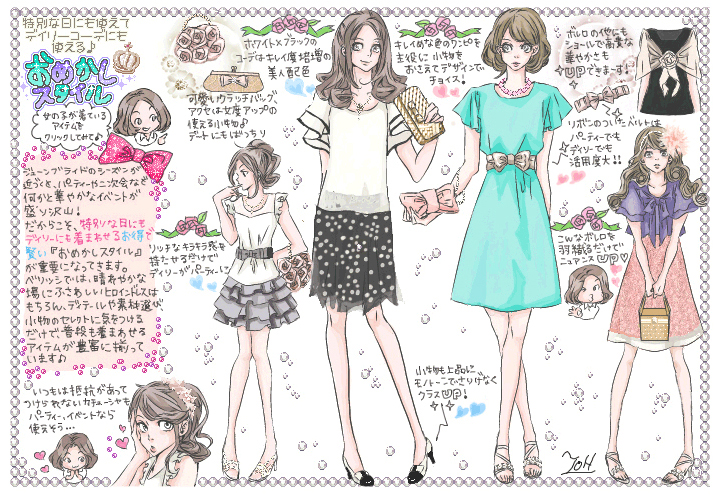 特別な日にも使えて
デイリーコーデにも
使える♪
おめかし
スタイル
女の子が着ている
アイテムを
クリックしてみて♪
ジューンブライドのシーズンが
近づくと、パーティーや二次会など
何かと華やかなイベントが
盛り沢山!
だからこそ、特別な日にも
デイリーにも着まわせるお得で
賢い『おめかしスタイル』
が重要になってきます。
ベリッシでは、晴れやかな
場にふさわしいヒロインドレスは
もちろん、ディテールや素材選び、
小物のセレクトに気をつける
だけで普段も着まわせる
アイテムが豊富に揃って
います♪
いつもは抵抗があって
つけられないカチューシャも
パーティー、イベントなら
使えそう…
可愛いクラッチバッグ、
アクセは女度アップの
使える小物♪
デートにもばっちり
ホワイト×ブラックの
コーデはキレイ度倍増の
美人配色
リッチなキラキラ感を
持たせるだけで
デイリーがパーティーに
キレイめな色のワンピを
主役に小物を
おさえてデザインで
チョイス!
小物も上品に
モノトーンでさりげなく
クラスUP!
ボレロの他にも
ショールで高貴な
華やかさも
UPできます!
リボンのついたベルトは
パーティーでも
デイリーでも
活用度大!!
こんなボレロを
羽織るだけで
ニュアンスUP